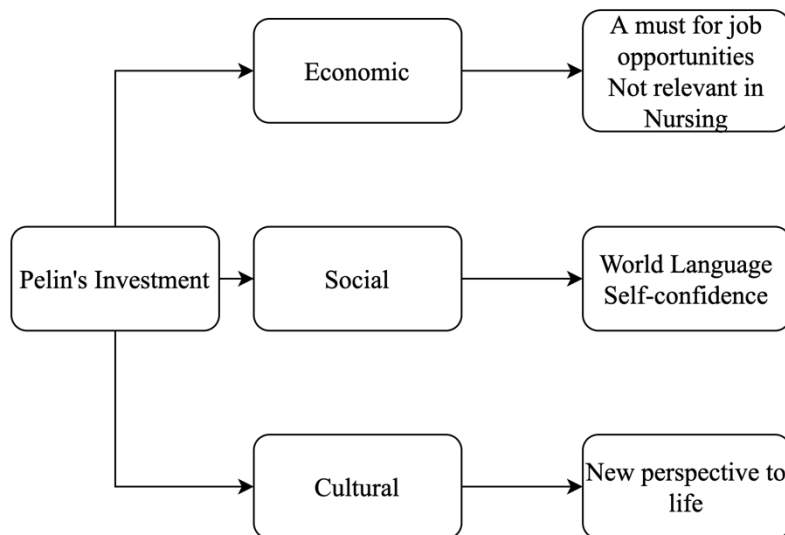 Economic
A must for job
opportunities
Not relevant in
Nursing
Pelin's Investment
Social
World Language
Self-confidence
Cultural
New perspective to
life